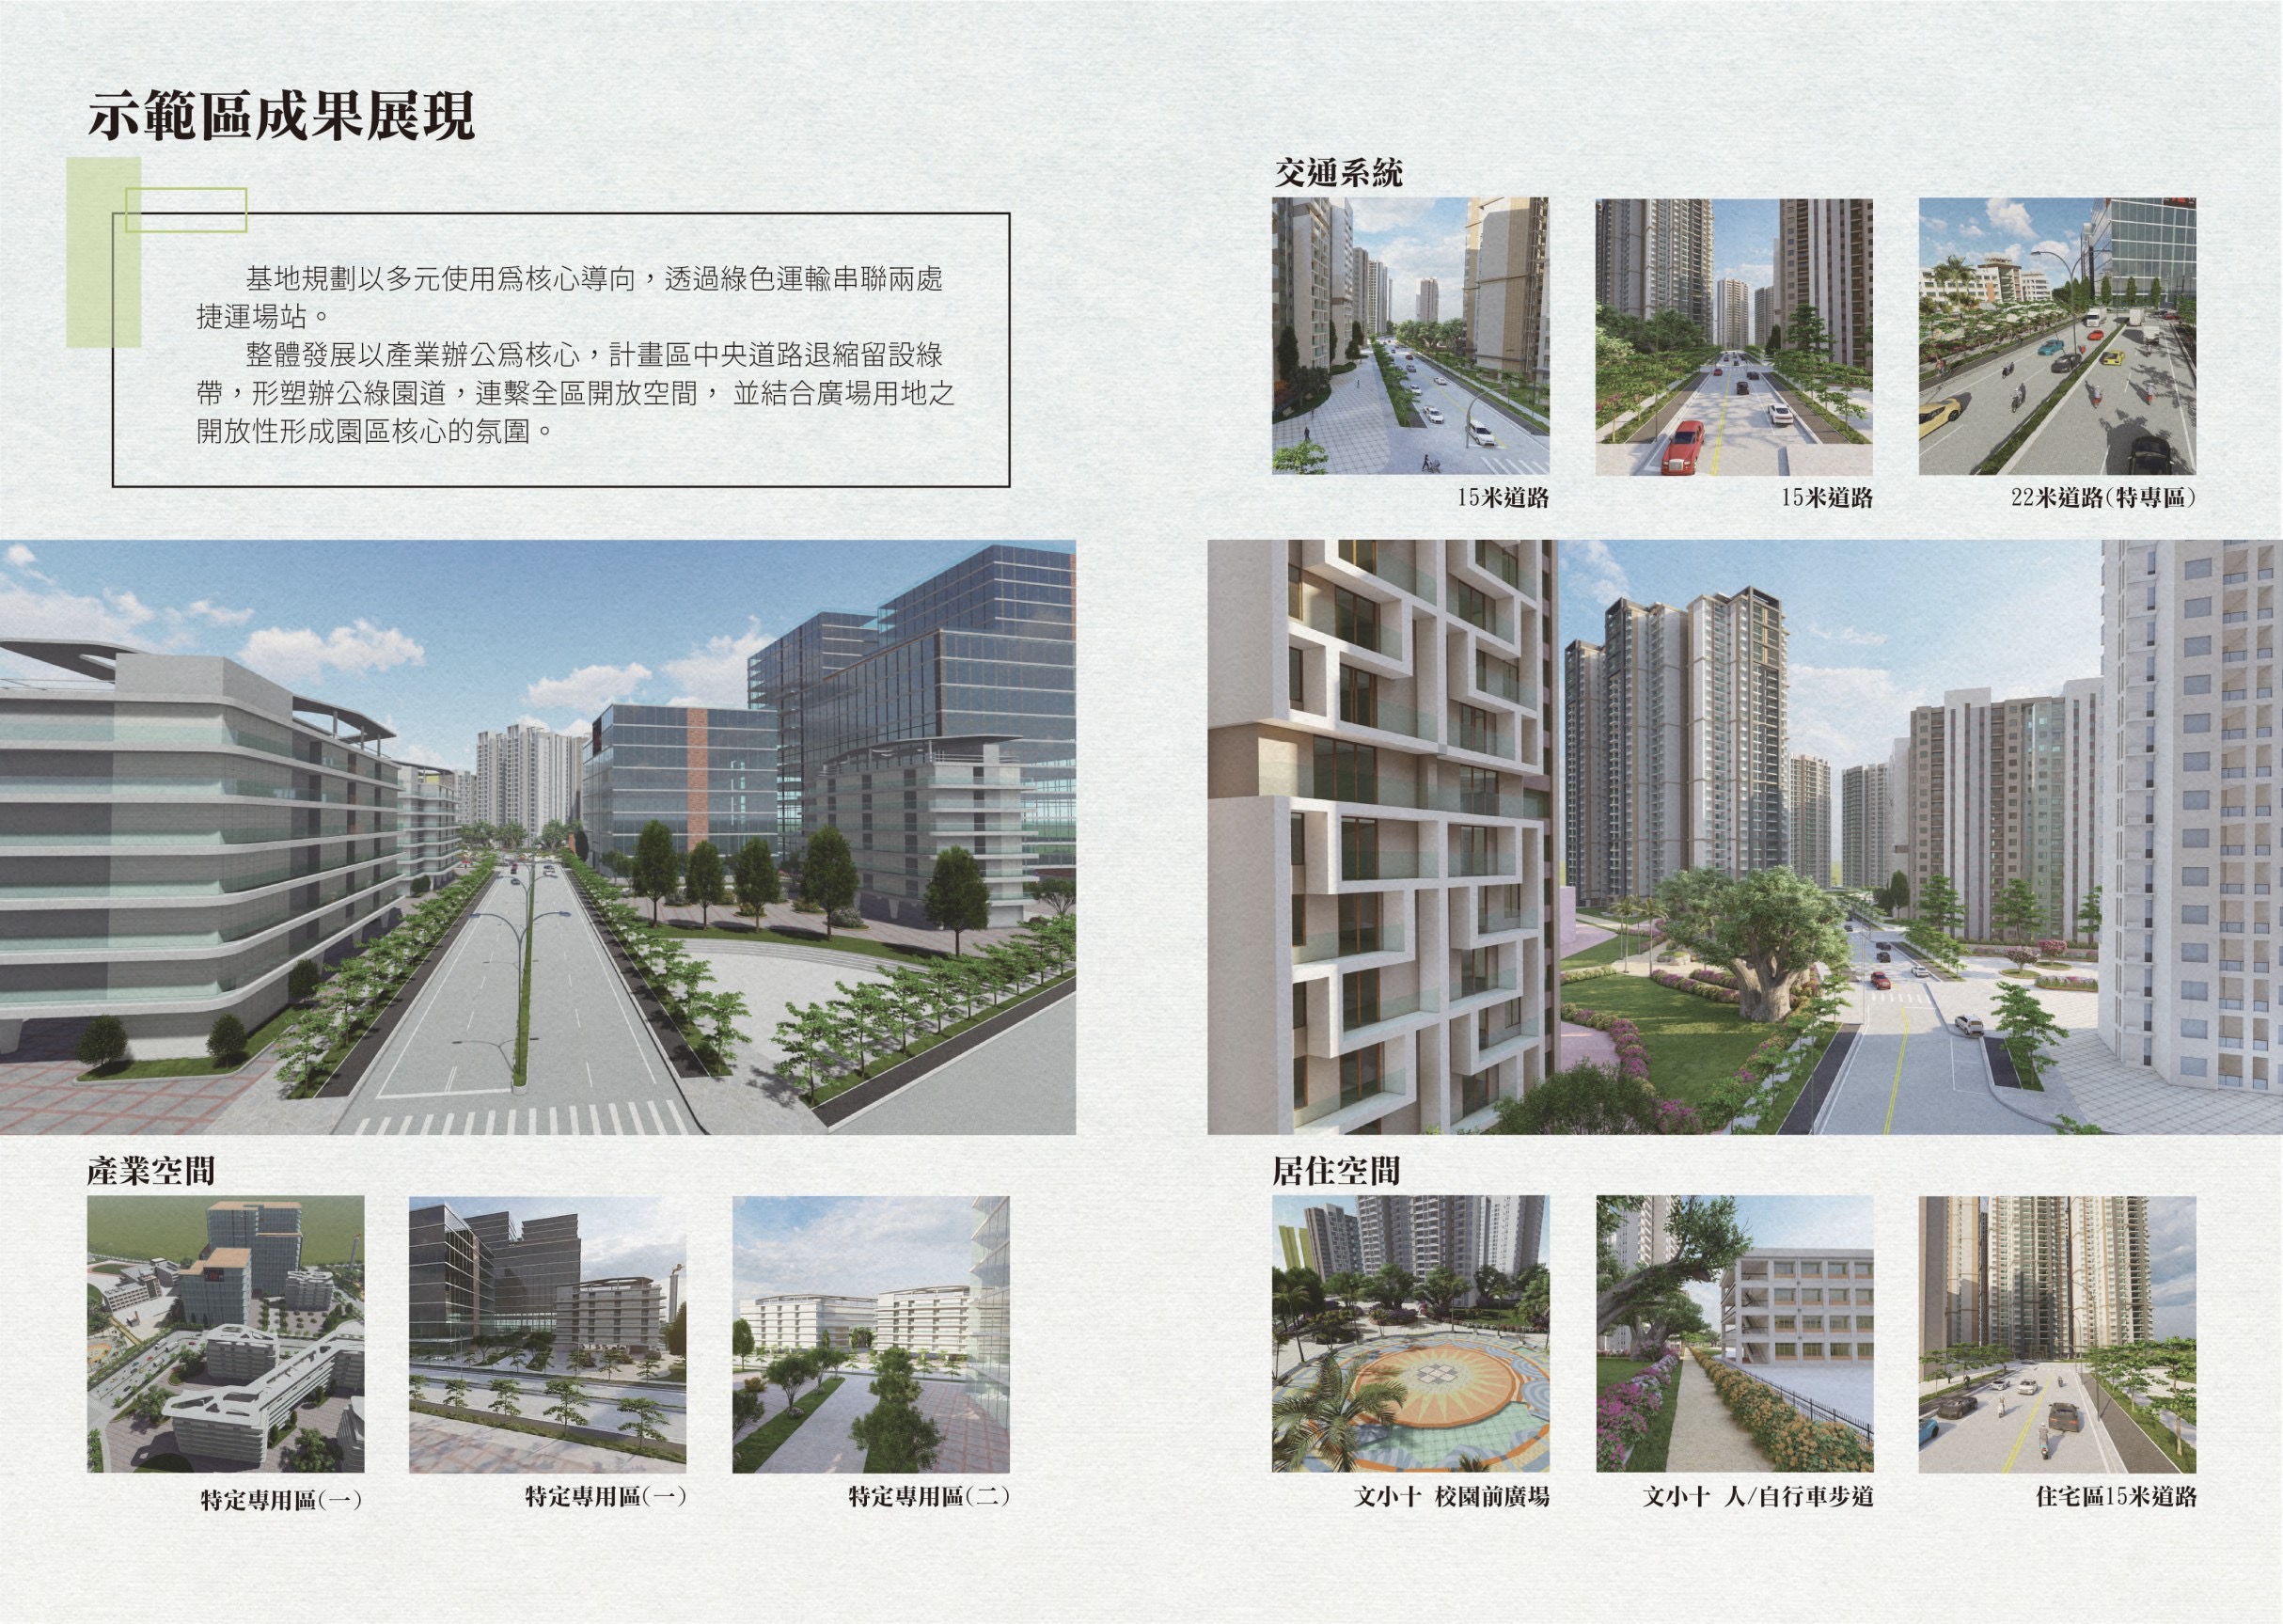 示範區成果展現
基地規劃以多元使用爲核心導向，透過綠色運輸串聯兩處
捷運場站。
整體發展以產業辦公爲核心，計畫區中央道路退縮留設綠
帶，形塑辦公綠園道，連繫全區開放空間， 並結合廣場用地之
開放性形成園區核心的氛圍。
交通系統
15米道路
15米道路
22米道路(特專區)
產業空間
特定專用區(一)
特定專用區(一)
特定專用區(二)
居住空間
文小十 校園前廣場
文小十 人/自行車步道
住宅區15米道路